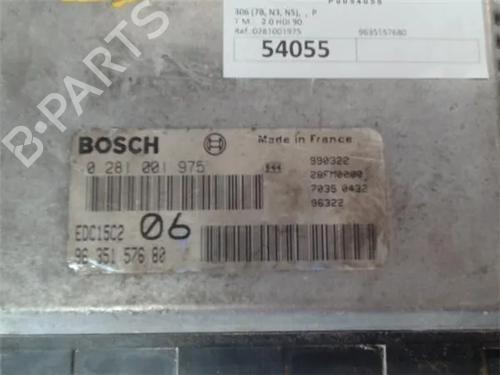 306 (7B, N3, N5), , P
2.0 HDI 90
Ref. 0281001975 9635157680
54055
B-PARTS
BOSCH
Made in France
0 281 001 975
990322
28FM0000
7035 0432
96322
EDC15C2 06
96 351 576 80